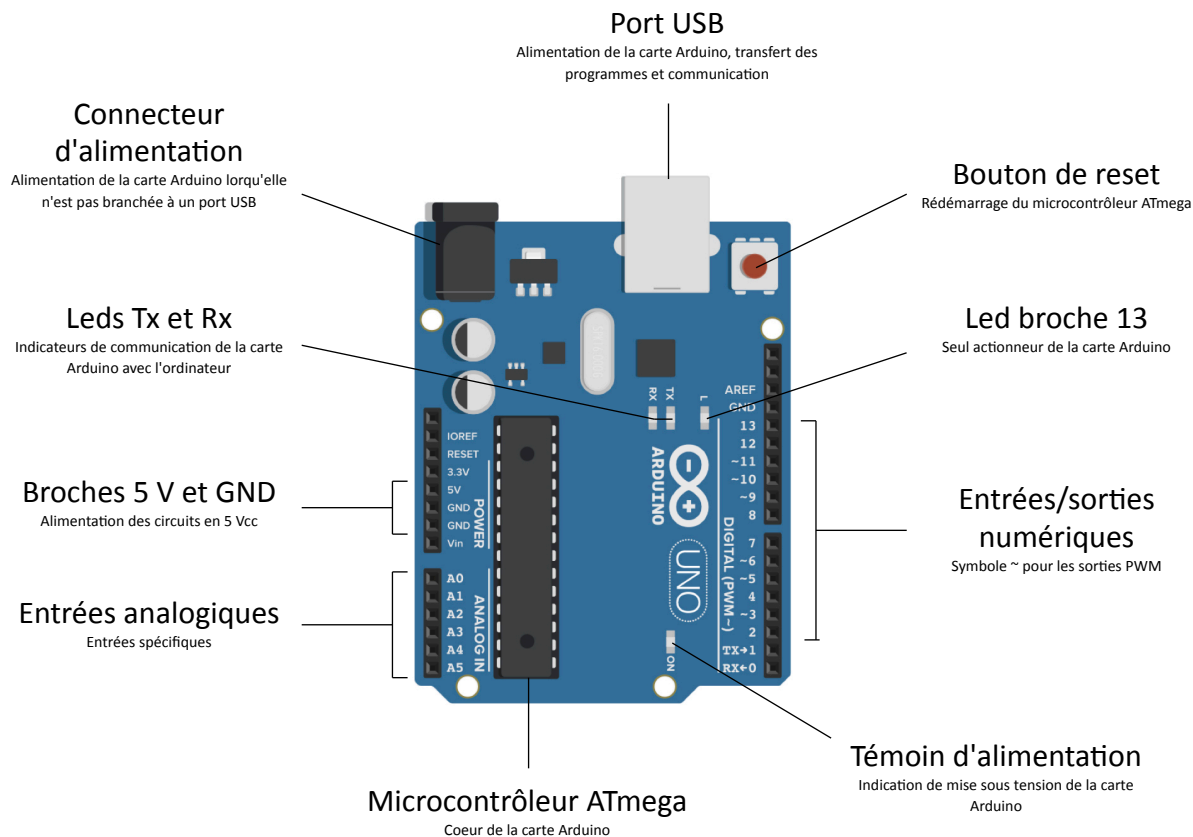 Port USB
Alimentation de la carte Arduino, transfert des
programmes et communication
Connecteur
d'alimentation
Alimentation de la carte Arduino lorqu'elle
n'est pas branchée à un port USB
Bouton de reset
Rédémarrage du microcontrôleur ATmega
Leds Tx et Rx
Indicateurs de communication de la carte
Arduino avec l'ordinateur
Led broche 13
Seul actionneur de la carte Arduino
Broches 5 V et GND
Alimentation des circuits en 5 Vcc
Entrées analogiques
Entrées spécifiques
Entrées/sorties
numériques
Symbole ~ pour les sorties PWM
Témoin d'alimentation
Indication de mise sous tension de la carte
Arduino
Microcontrôleur ATmega
Coeur de la carte Arduino
RX
TX
L
ARDUINO
UNO
ON
IOREF
RESET
3.3V
5V
GND
GND
Vin
POWER
A0
A1
A2
A3
A4
A5
ANALOG IN
AREF
GND
13
12
~11
~10
~9
8
7
~6
~5
4
~3
2
TX→1
RX←0
DIGITAL (PWM~)